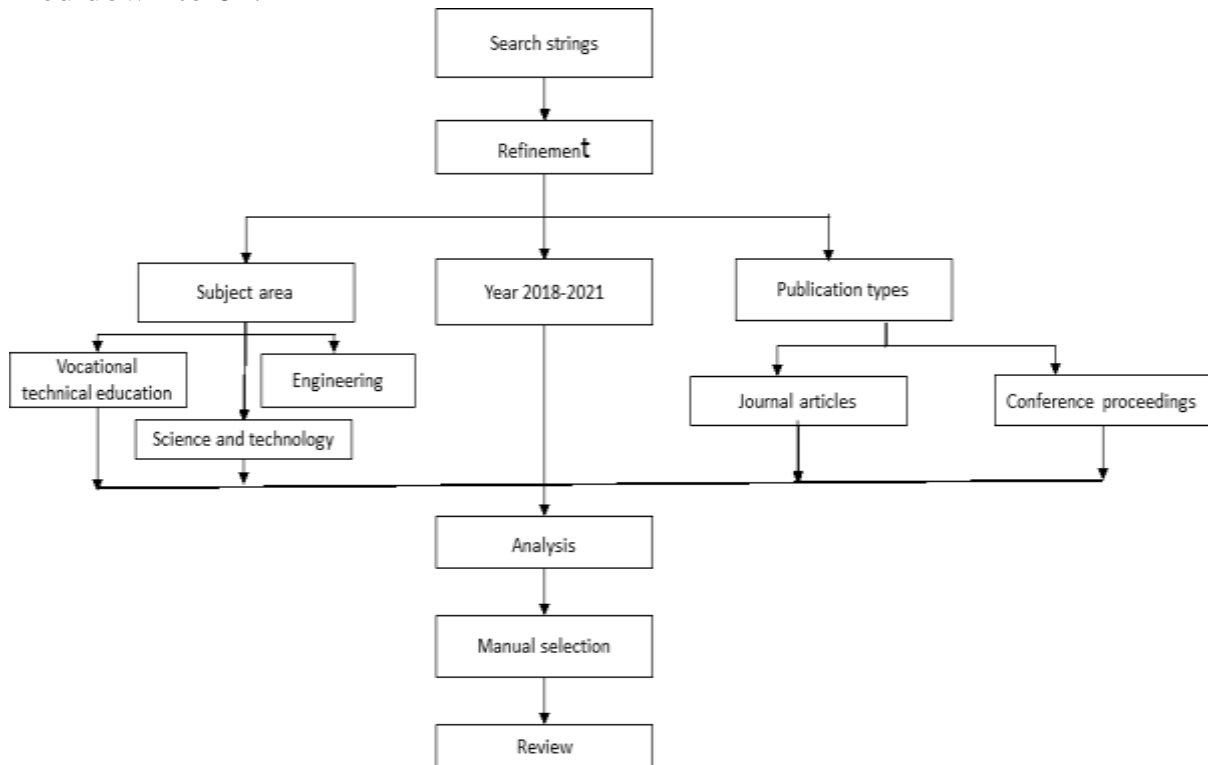 Search strings
Refinement
Subject area
Year 2018-2021
Publication types
Vocational
technical education
Engineering
Science and technology
Journal articles
Conference proceedings
Analysis
Manual selection
Review